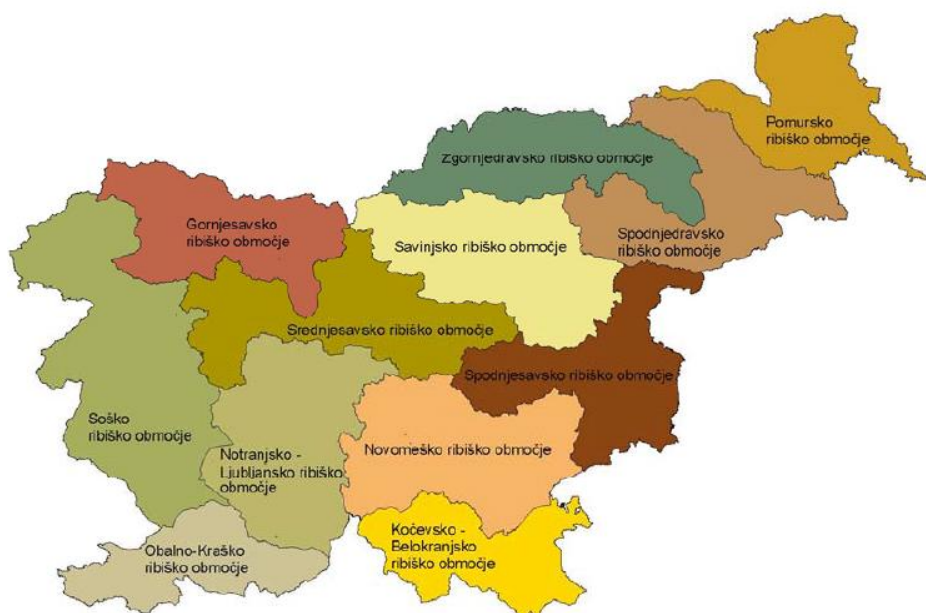 Pomursko
ribiško območje
Zgornjedravsko ribiško območje
Gornjesavsko
ribiško območje
Savinjsko ribiško območje
Spodnjedravsko
ribiško območje
Srednjesavsko ribiško območje
Spodnjesavsko ribiško območje
Soško
ribiško območje
Notranjsko -
Ljubljansko ribiško
območje
Novomeško ribiško območje
Kočevsko -
Belokranjsko
ribiško območje
Obalno-Kraško
ribiško območje